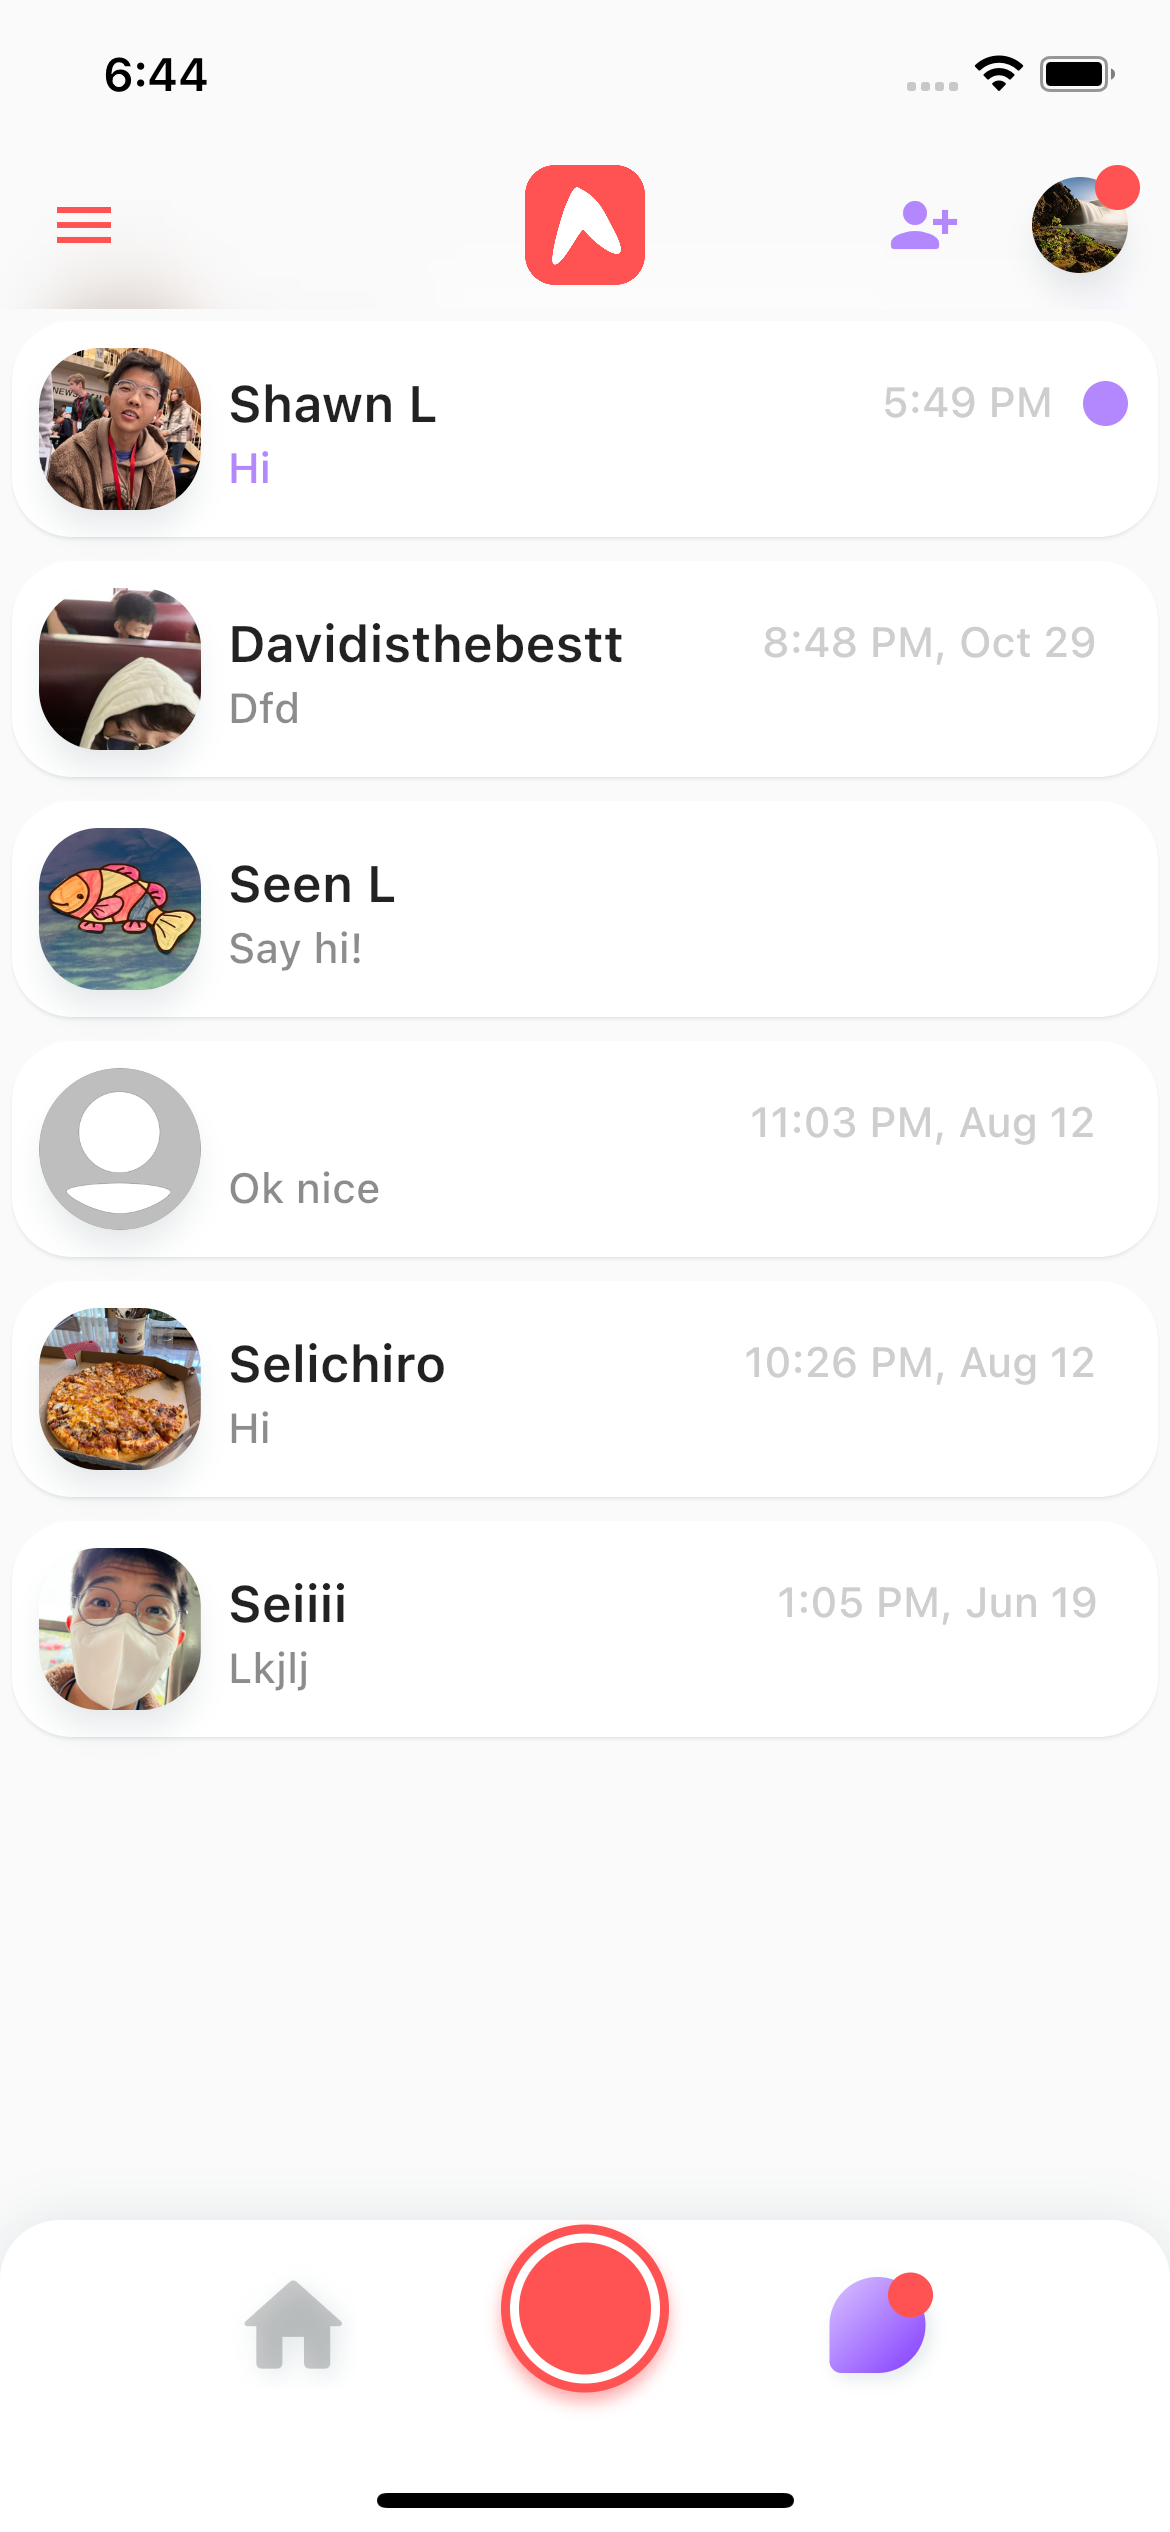 6:44
NEWS
Shawn L
5:49 PM
Hi
Davidisthebestt
8:48 PM, Oct 29
Dfd
Seen L
Say hi!
11:03 PM, Aug 12
Ok nice
Selichiro
10:26 PM, Aug 12
Hi
Seiiii
1:05 PM, Jun 19
Lkjlj